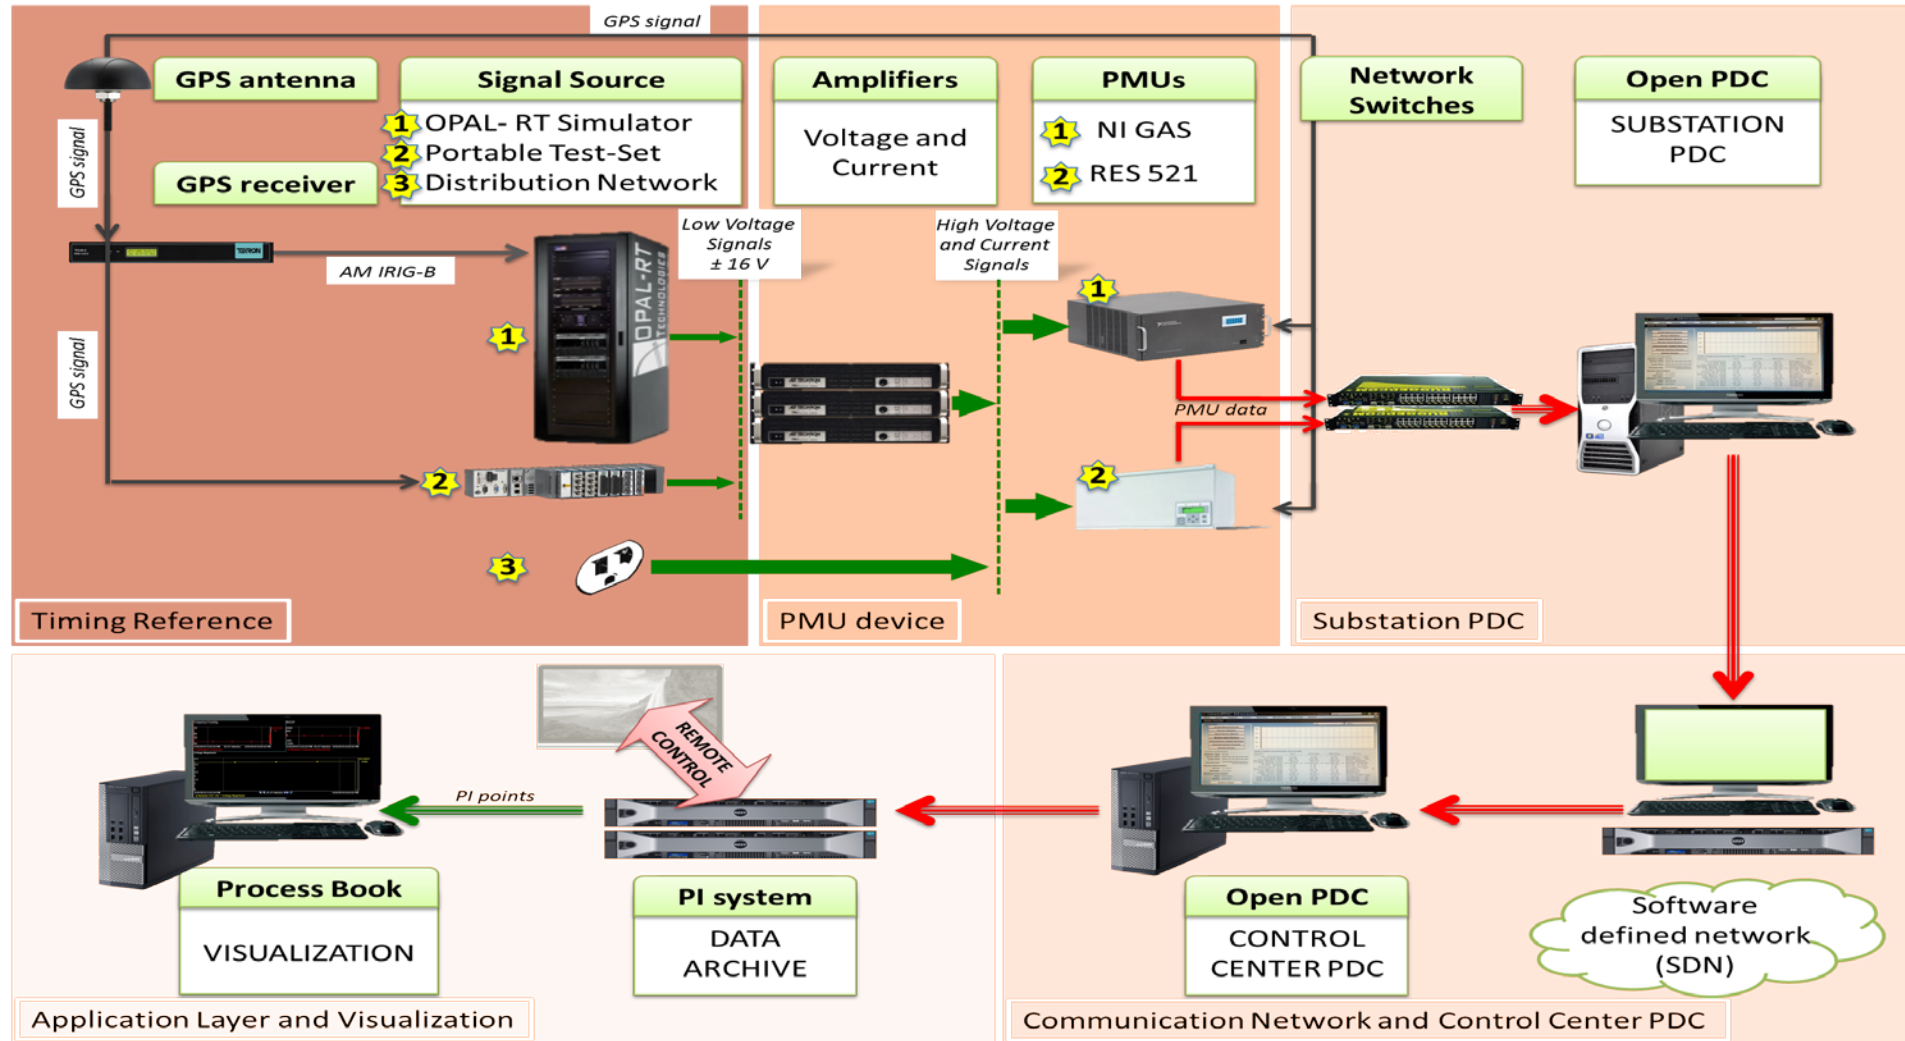 GPS signal
GPS antenna
Signal Source
Amplifiers
PMUs
Network
Switches
Open PDC
1 OPAL- RT Simulator
2 Portable Test-Set
3 Distribution Network
Voltage and
Current
1 NI GAS
2 RES 521
SUBSTATION
PDC
GPS signal
GPS receiver
Low Voltage
Signals
± 16 V
High Voltage
and Current
Signals
AM IRIG-B
OPAL-RT
TECHNOLOGIES
1
1
GPS signal
PMU data
2
2
3
Timing Reference
PMU device
Substation PDC
REMOTE
CONTROL
PI points
Process Book
VISUALIZATION
PI system
DATA
ARCHIVE
Open PDC
CONTROL
CENTER PDC
Software
defined network
(SDN)
Application Layer and Visualization
Communication Network and Control Center PDC